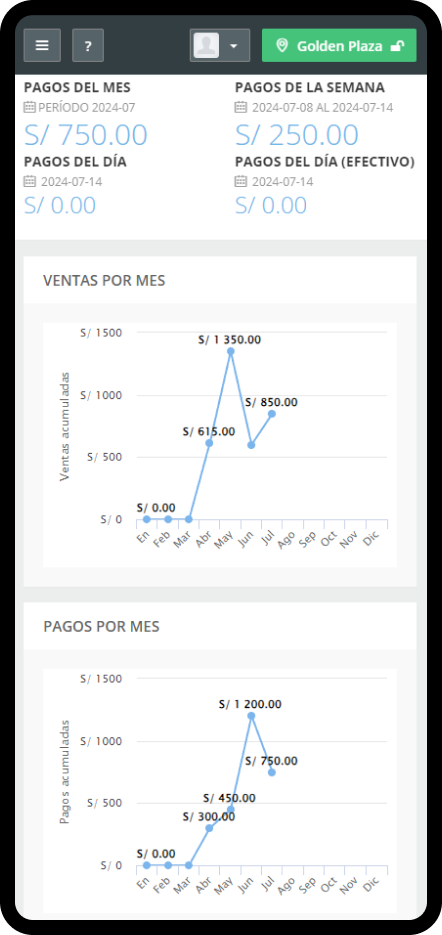 ?
Golden Plaza
PAGOS DEL MES
PERÍODO 2024-07
S/ 750.00
PAGOS DE LA SEMANA
2024-07-08 AL 2024-07-14
S/ 250.00
PAGOS DEL DÍA
2024-07-14
S/ 0.00
PAGOS DEL DÍA (EFECTIVO)
2024-07-14
S/ 0.00
VENTAS POR MES
Ventas acumuladas
S/ 1500
S/ 1000
S/ 500
S/ 0
S/ 0.00
S/ 615.00
S/ 1 350.00
S/ 850.00
En Feb Mar Abr May Jun Jul Ago Sep Oct Nov Dic
PAGOS POR MES
Pagos acumuladas
S/ 1500
S/ 1000
S/ 500
S/ 0
S/ 0.00
S/ 300.00
S/ 450.00
S/ 1 200.00
S/ 750.00
En Feb Mar Abr May Jun Jul Ago Sep Oct Nov Dic